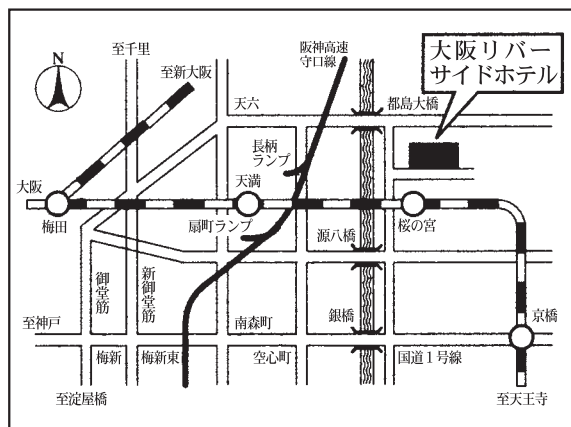 至千里
阪神高速
守口線
大阪リバー
サイドホテル
N
至新大阪
天六
都島大橋
長柄
ランプ
大阪
天満
梅田
扇町ランプ
源八橋
桜の宮
御堂筋
新御堂筋
至神戸
南森町
銀橋
京橋
梅新
梅新東
空心町
国道1号線
至淀屋橋
至天王寺